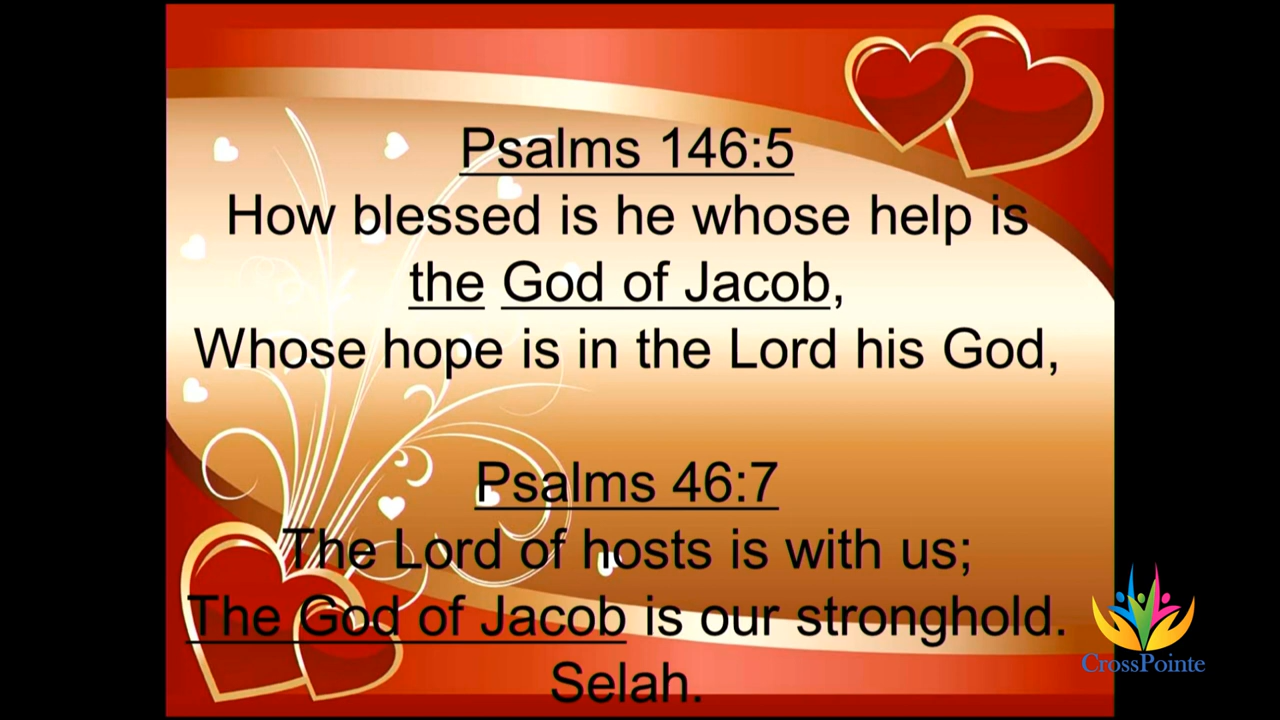 Psalms 146:5
How blessed is he whose help is
the God of Jacob,
Whose hope is in the Lord his God,
Psalms 46:7
The Lord of hosts is with us;
The God of Jacob is our stronghold.
Selah.
CrossPointe